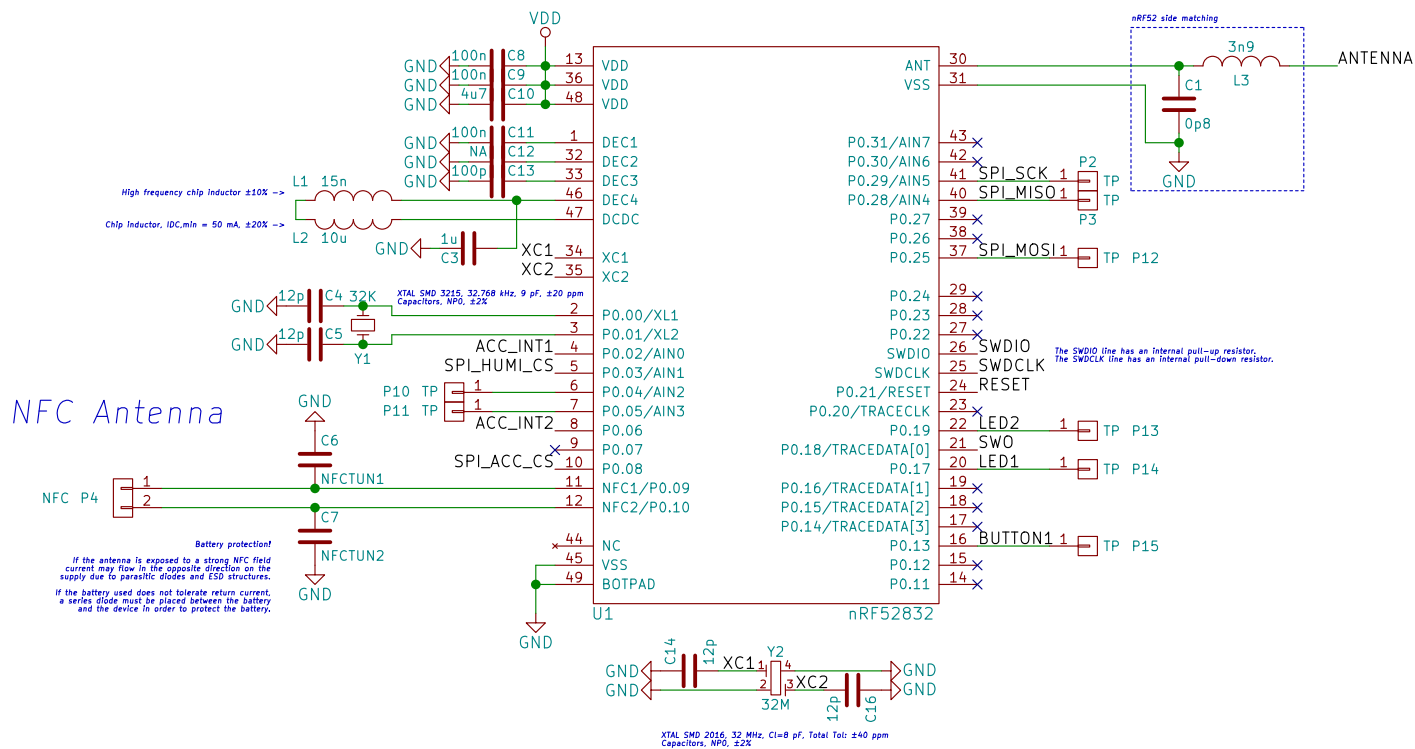 VDD
nRF52 side matching
GND 100n C8 13 VDD
GND 100n C9 36 VDD
GND 4u7 C10 48 VDD
GND 100n C11 1 DEC1
GND NA C12 32 DEC2
GND 100p C13 33 DEC3
High frequency chip inductor ±10% ->
L1 15n 46 DEC4
Chip inductor, IDC,min = 50 mA, ±20% ->
L2 10u 47 DCDC
GND 1u C3
XC1 34 XC1
XC2 35 XC2
XTAL SMD 3215, 32.768 kHz, 9 pF, ±20 ppm
Capacitors, NP0, ±2%
GND 12p C4 32K
2 P0.00/XL1
3 P0.01/XL2
GND 12p C5 Y1
ACC_INT1 4 P0.02/AIN0
SPI_HUMI_CS 5 P0.03/AIN1
P10 TP 1 6 P0.04/AIN2
P11 TP 1 7 P0.05/AIN3
ACC_INT2 8 P0.06
9 P0.07
SPI_ACC_CS 10 P0.08
NFC Antenna
GND
C6
NFCTUN1
NFC P4
1 11 NFC1/P0.09
2 12 NFC2/P0.10
C7
NFCTUN2
GND
44 NC
45 VSS
49 BOTPAD
GND
Battery protection!
If the antenna is exposed to a strong NFC field
current may flow in the opposite direction on the
supply due to parasitic diodes and ESD structures.
If the battery used does not tolerate return current,
a series diode must be placed between the battery
and the device in order to protect the battery.
U1 nRF52832
ANT 30
VSS 31
3n9
L3
ANTENNA
C1
0p8
GND
P0.31/AIN7 43
P0.30/AIN6 42
P0.29/AIN5 41 SPI_SCK 1 TP P2
P0.28/AIN4 40 SPI_MISO 1 TP P3
P0.27 39
P0.26 38
P0.25 37 SPI_MOSI 1 TP P12
P0.24 29
P0.23 28
P0.22 27
SWDIO 26 SWDIO
SWDCLK 25 SWDCLK
The SWDIO line has an internal pull-up resistor.
The SWDCLK line has an internal pull-down resistor.
P0.21/RESET 24 RESET
P0.20/TRACECLK 23
P0.19 22 LED2 1 TP P13
P0.18/TRACEDATA[0] 21 SWO
P0.17 20 LED1 1 TP P14
P0.16/TRACEDATA[1] 19
P0.15/TRACEDATA[2] 18
P0.14/TRACEDATA[3] 17
P0.13 16 BUTTON1 1 TP P15
P0.12 15
P0.11 14
GND C14 12p XC1 1 Y2 4 GND
GND 2 32M 3 XC2 12p C16 GND
XTAL SMD 2016, 32 MHz, Cl=8 pF, Total Tol: ±40 ppm
Capacitors, NP0, ±2%